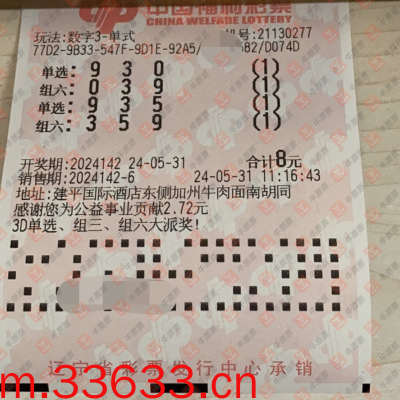 中国福利彩票
CHINA WELFARE LOTTERY
玩法:数字3-单式 机号:21130277
77D2-9B33-547F-9D1E-92A5/ 582/D074D
单选: 9 3 0 (1)
组六: 0 3 9 (1)
单选: 9 3 5 (1)
组六: 3 5 9 (1)
开奖期:2024142 24-05-31 合计8元
销售期:2024142-6 24-05-31 11:16:43
地址:建平国际酒店东侧加州牛肉面南胡同
感谢您为公益事业贡献2.72元
3D单选、组三、组六大派奖!
辽宁省彩票发行中心承销
m.33633.cn